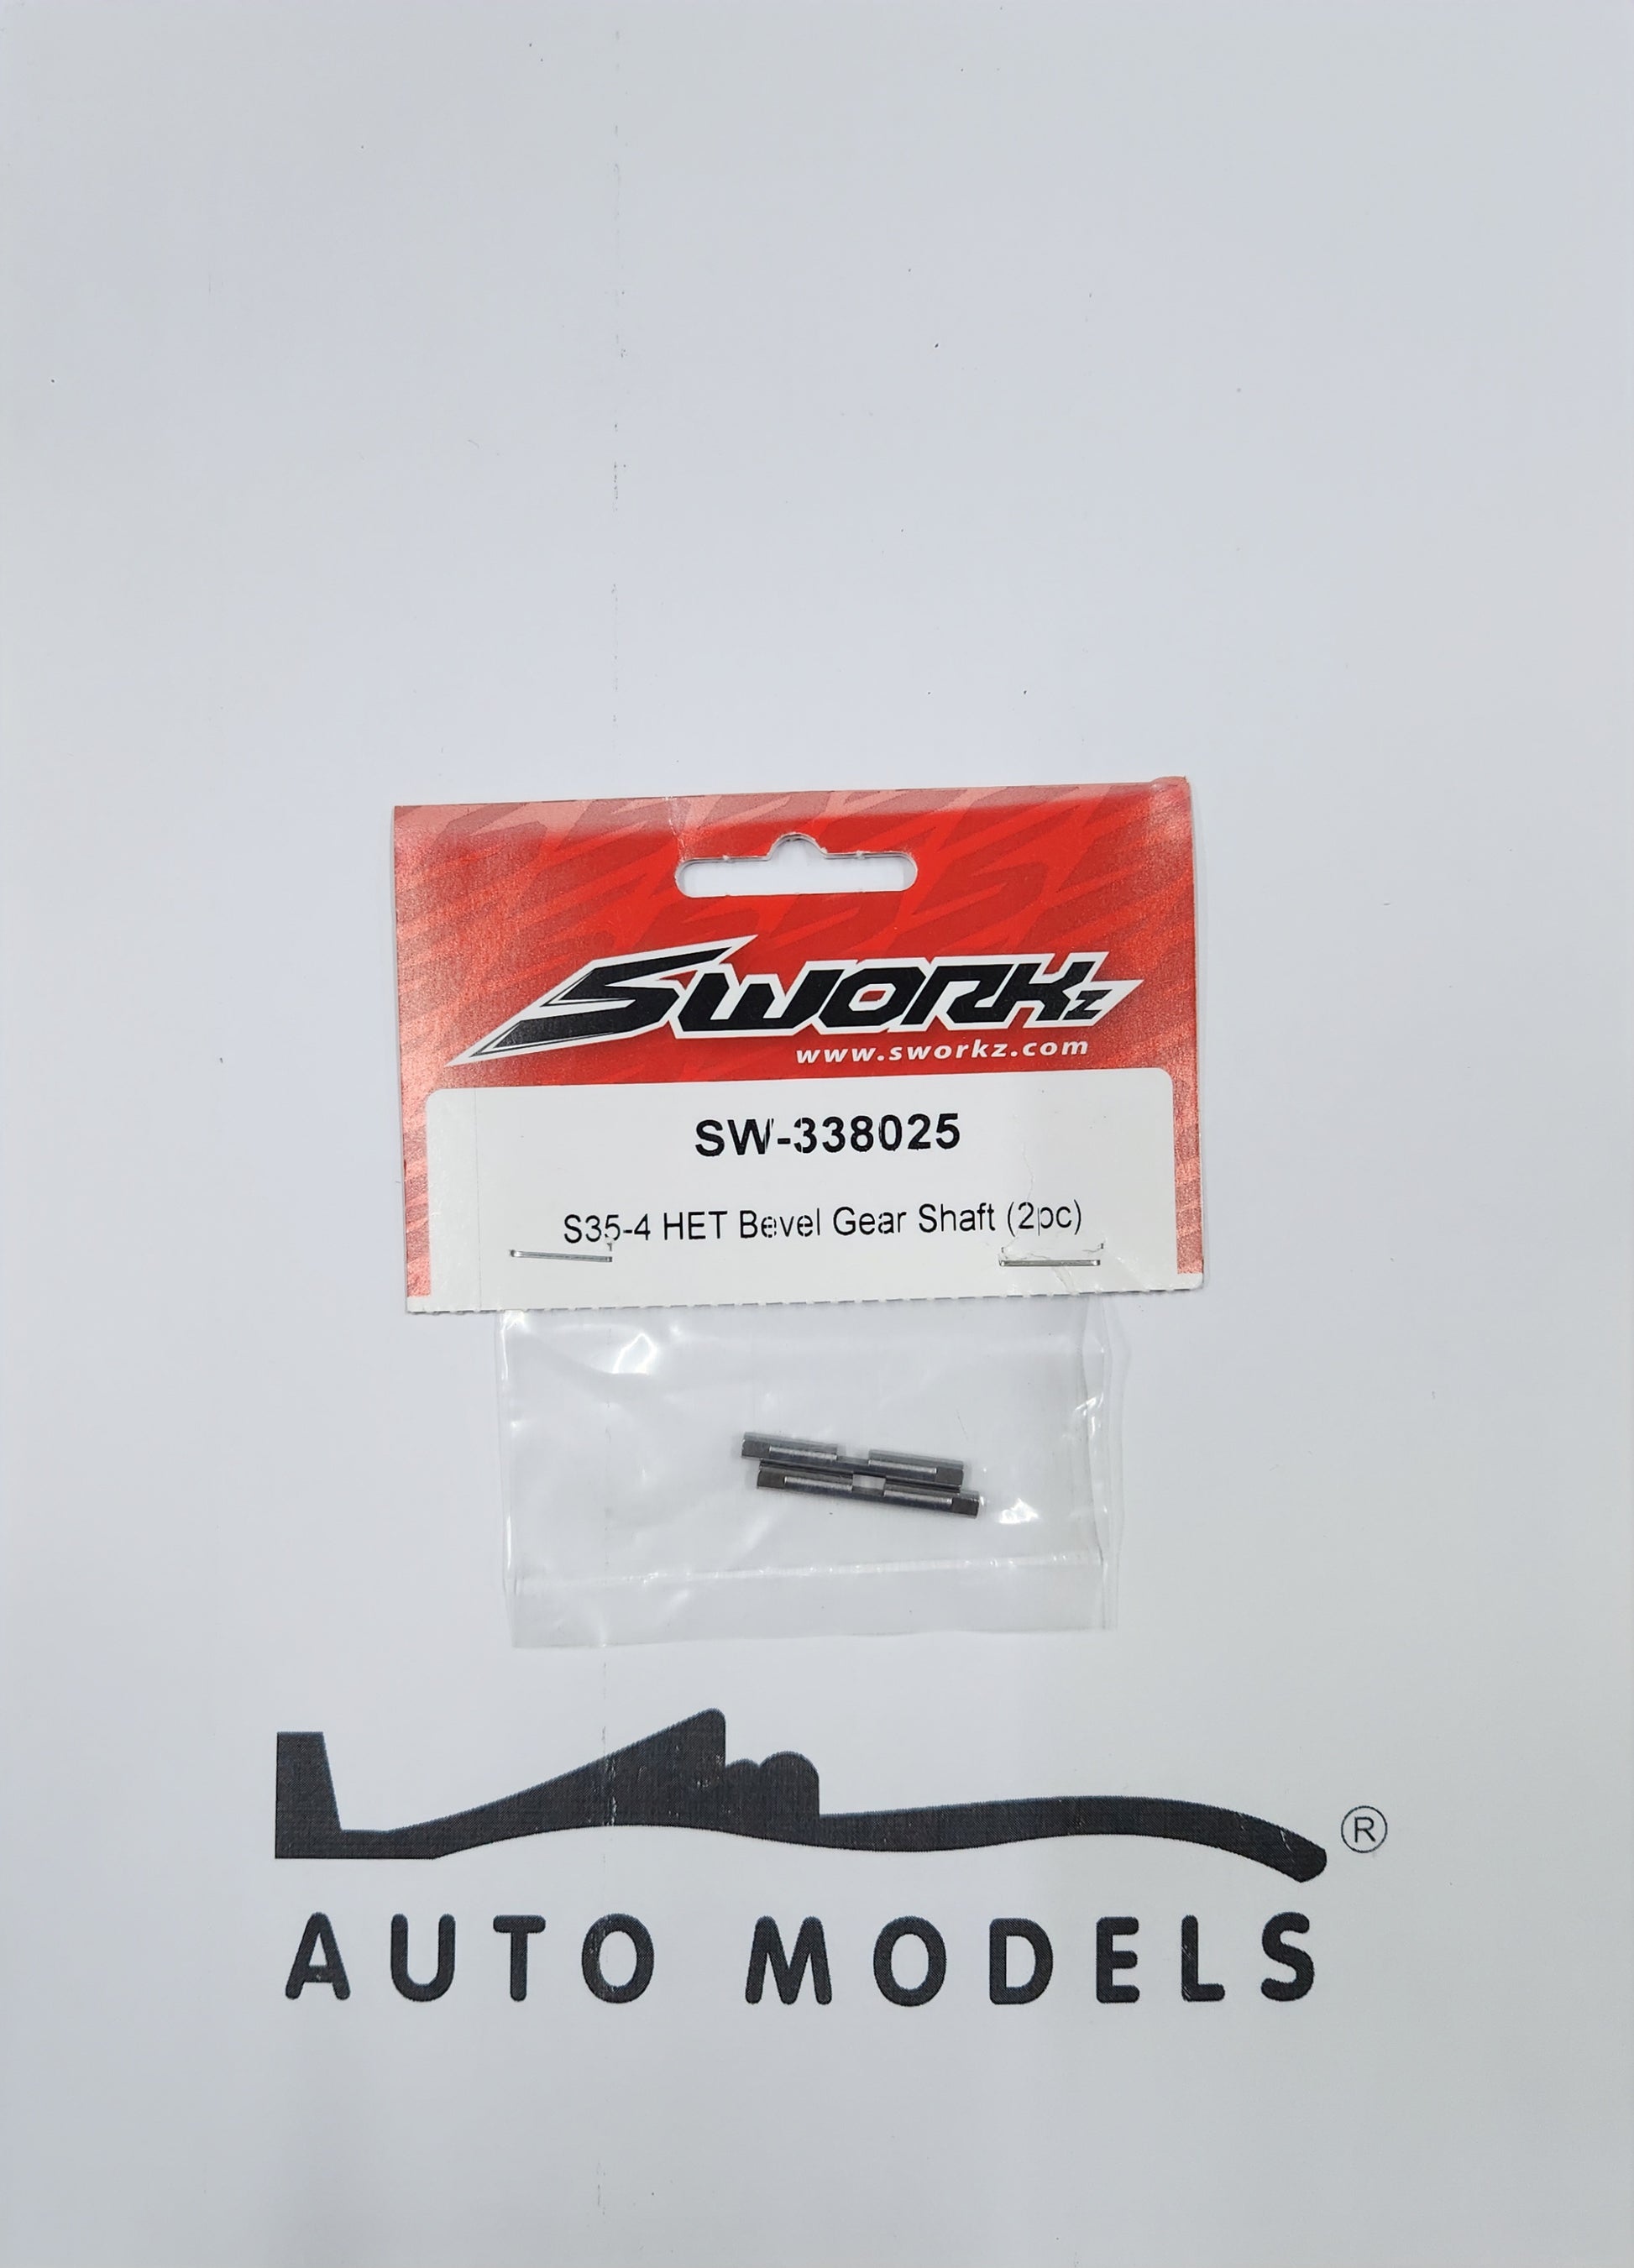 SWORKz
www.sworkz.com
SW-338025
S35-4 HET Bevel Gear Shaft (2pc)
®
AUTO MODELS